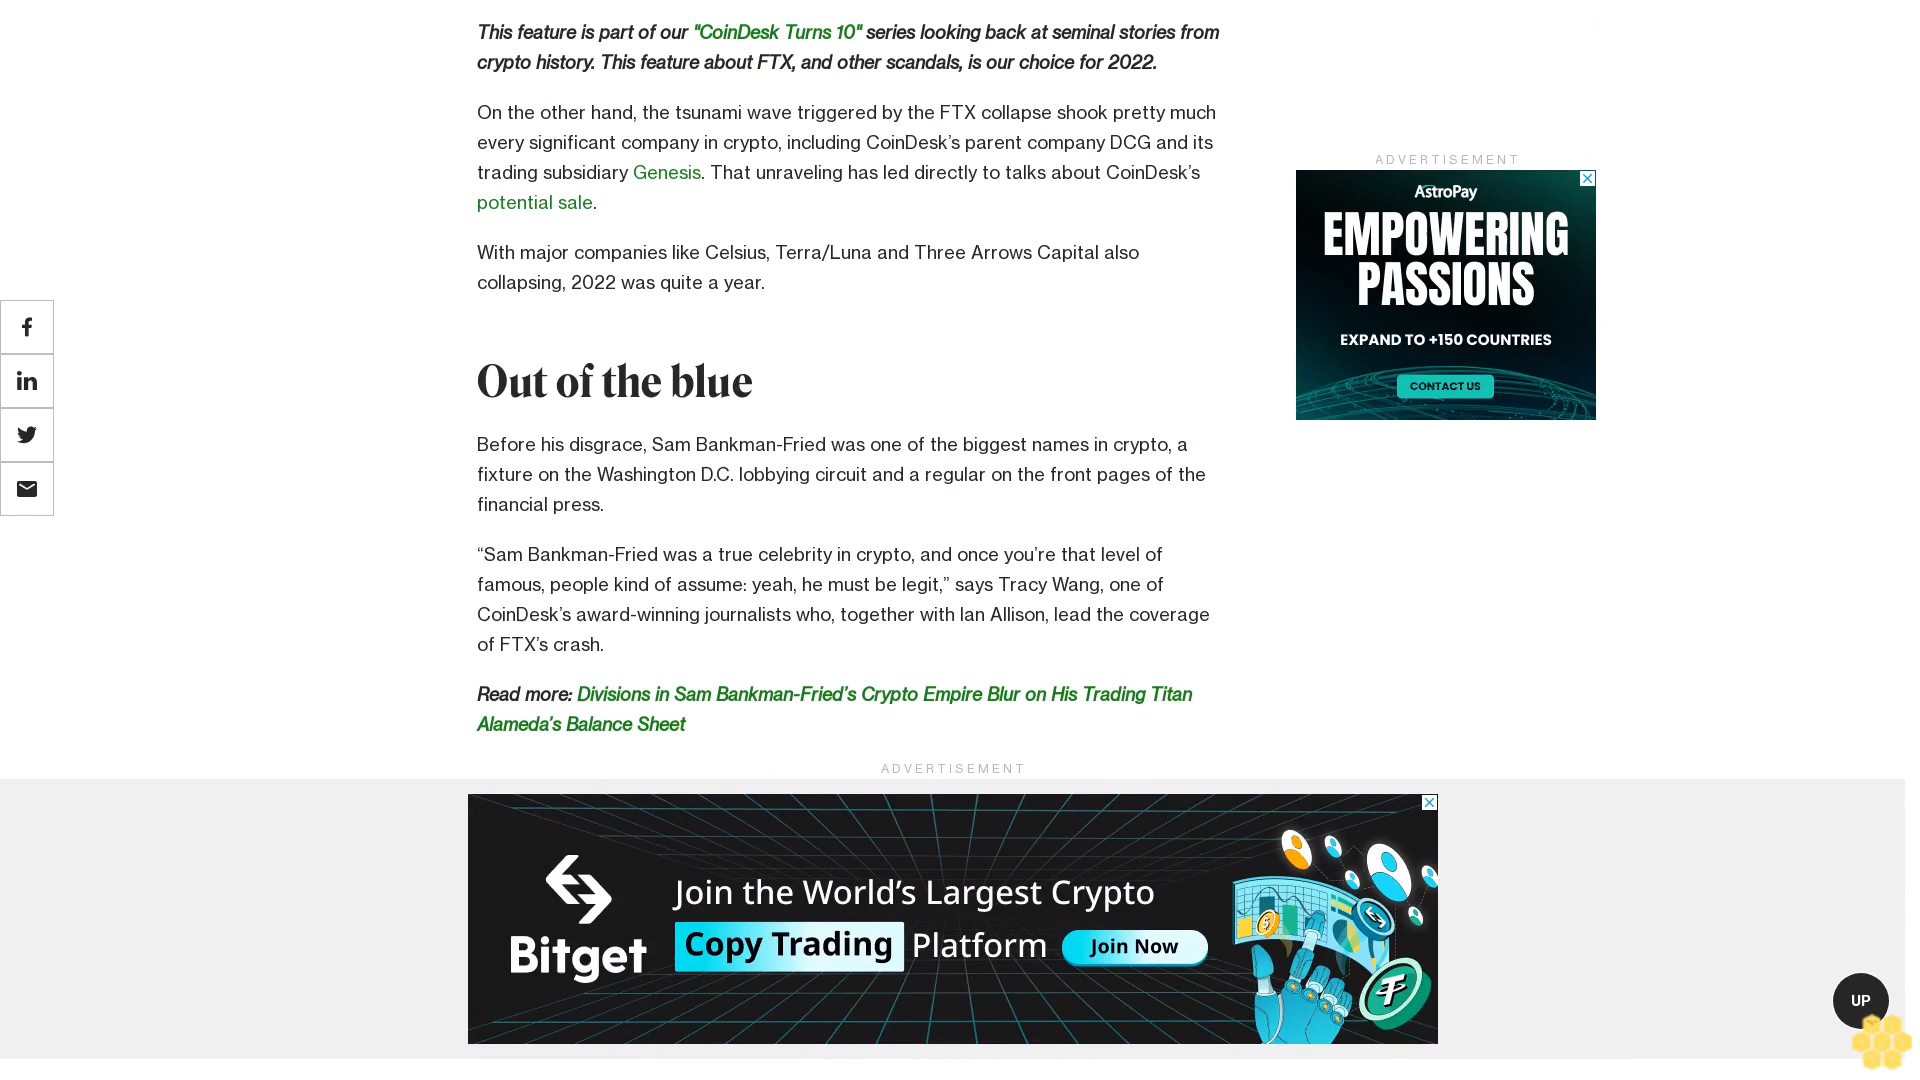 This feature is part of our "CoinDesk Turns 10" series looking back at seminal stories from
crypto history. This feature about FTX, and other scandals, is our choice for 2022.
On the other hand, the tsunami wave triggered by the FTX collapse shook pretty much
every significant company in crypto, including CoinDesk’s parent company DCG and its
trading subsidiary Genesis. That unraveling has led directly to talks about CoinDesk’s
potential sale.
With major companies like Celsius, Terra/Luna and Three Arrows Capital also
collapsing, 2022 was quite a year.
Out of the blue
Before his disgrace, Sam Bankman-Fried was one of the biggest names in crypto, a
fixture on the Washington D.C. lobbying circuit and a regular on the front pages of the
financial press.
“Sam Bankman-Fried was a true celebrity in crypto, and once you’re that level of
famous, people kind of assume: yeah, he must be legit,” says Tracy Wang, one of
CoinDesk’s award-winning journalists who, together with Ian Allison, lead the coverage
of FTX’s crash.
Read more: Divisions in Sam Bankman-Fried’s Crypto Empire Blur on His Trading Titan
Alameda’s Balance Sheet
ADVERTISEMENT
AstroPay
EMPOWERING
PASSIONS
EXPAND TO +150 COUNTRIES
CONTACT US
ADVERTISEMENT
Bitget
Join the World’s Largest Crypto
Copy Trading Platform
Join Now
UP